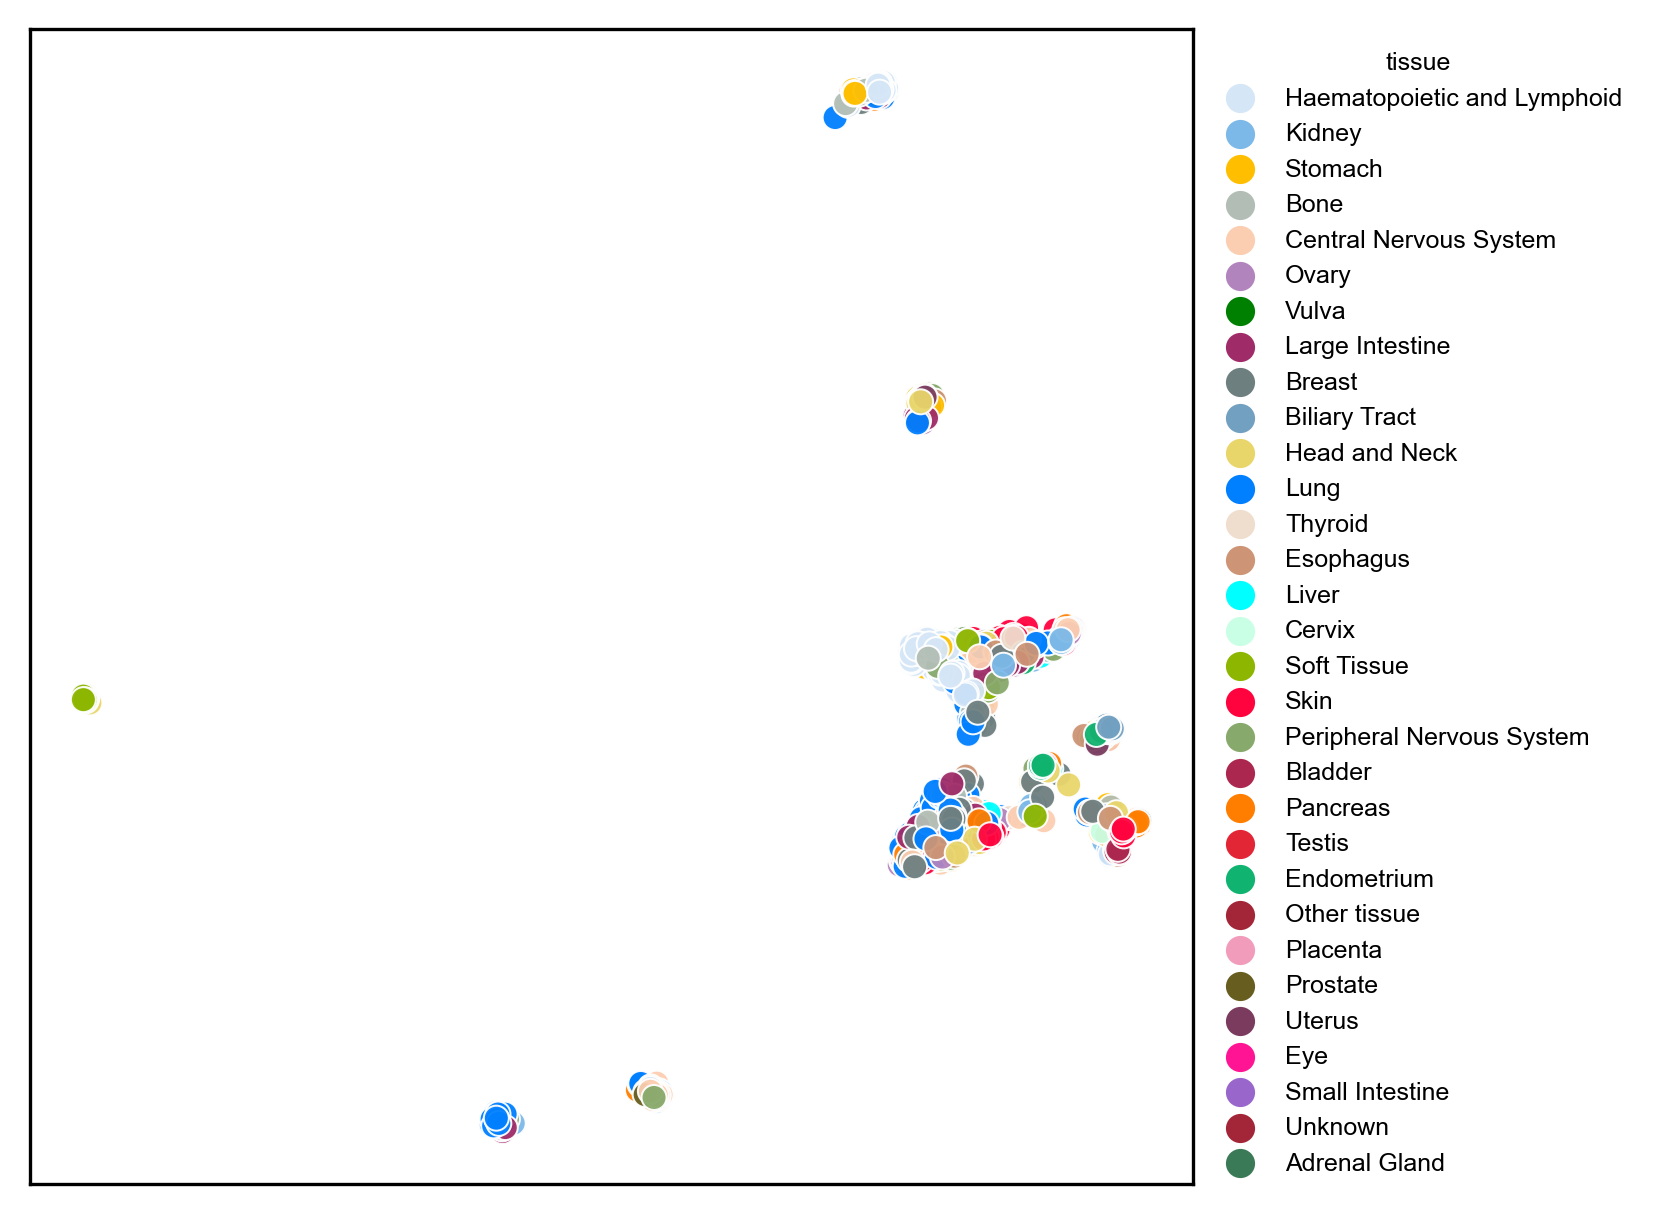 tissue
Haematopoietic and Lymphoid
Kidney
Stomach
Bone
Central Nervous System
Ovary
Vulva
Large Intestine
Breast
Biliary Tract
Head and Neck
Lung
Thyroid
Esophagus
Liver
Cervix
Soft Tissue
Skin
Peripheral Nervous System
Bladder
Pancreas
Testis
Endometrium
Other tissue
Placenta
Prostate
Uterus
Eye
Small Intestine
Unknown
Adrenal Gland